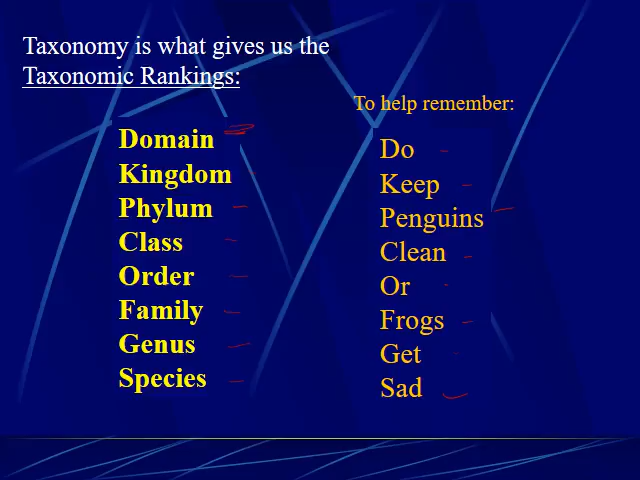 Taxonomy is what gives us the
Taxonomic Rankings:
Domain
Kingdom
Phylum
Class
Order
Family
Genus
Species
To help remember:
Do
Keep
Penguins
Clean
Or
Frogs
Get
Sad